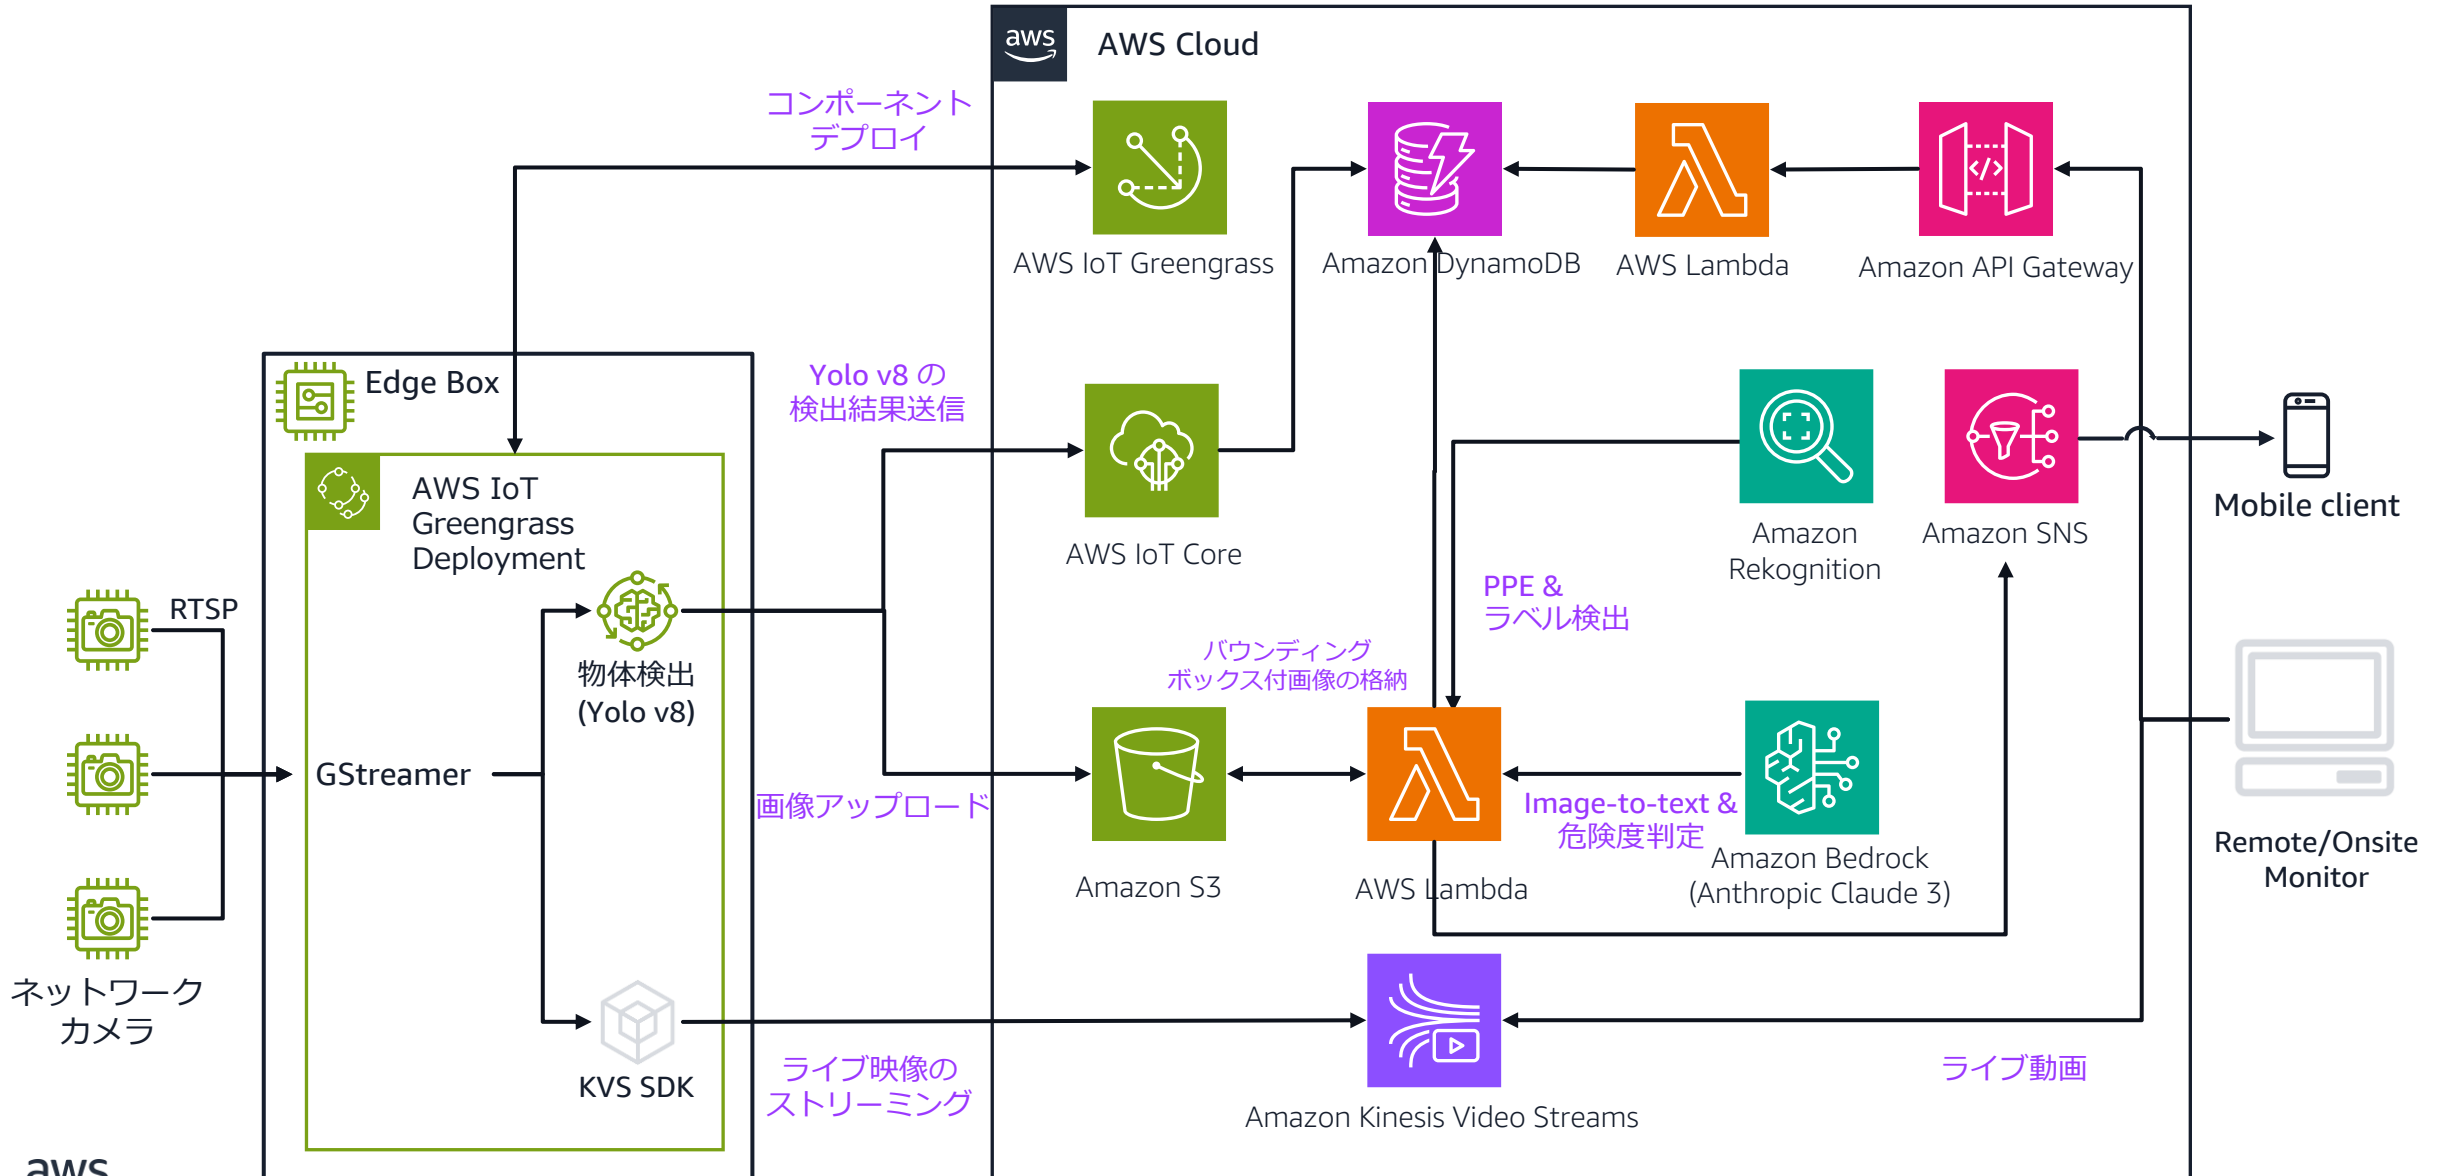 aws
AWS Cloud
コンポーネント
デプロイ
AWS IoT Greengrass
Amazon DynamoDB
AWS Lambda
Amazon API Gateway
Edge Box
Yolo v8 の
検出結果送信
AWS IoT
Greengrass
Deployment
AWS IoT Core
Amazon
Rekognition
Amazon SNS
Mobile client
RTSP
物体検出
(Yolo v8)
PPE &
ラベル検出
バウンディング
ボックス付画像の格納
GStreamer
画像アップロード
Image-to-text &
危険度判定
Amazon S3
AWS Lambda
Amazon Bedrock
(Anthropic Claude 3)
Remote/Onsite
Monitor
ネットワーク
カメラ
KVS SDK
ライブ映像の
ストリーミング
ライブ動画
Amazon Kinesis Video Streams
aws